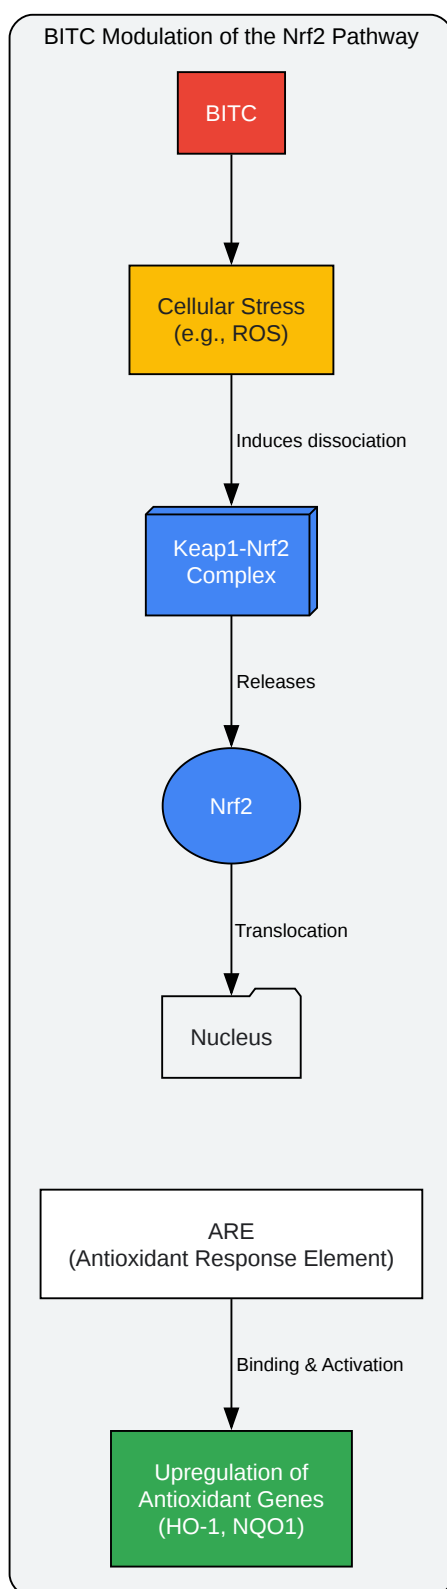 BITC Modulation of the Nrf2 Pathway
BITC
Cellular Stress
(e.g., ROS)
Induces dissociation
Keap1-Nrf2
Complex
Releases
Nrf2
Translocation
Nucleus
ARE
(Antioxidant Response Element)
Binding & Activation
Upregulation of
Antioxidant Genes
(HO-1, NQO1)